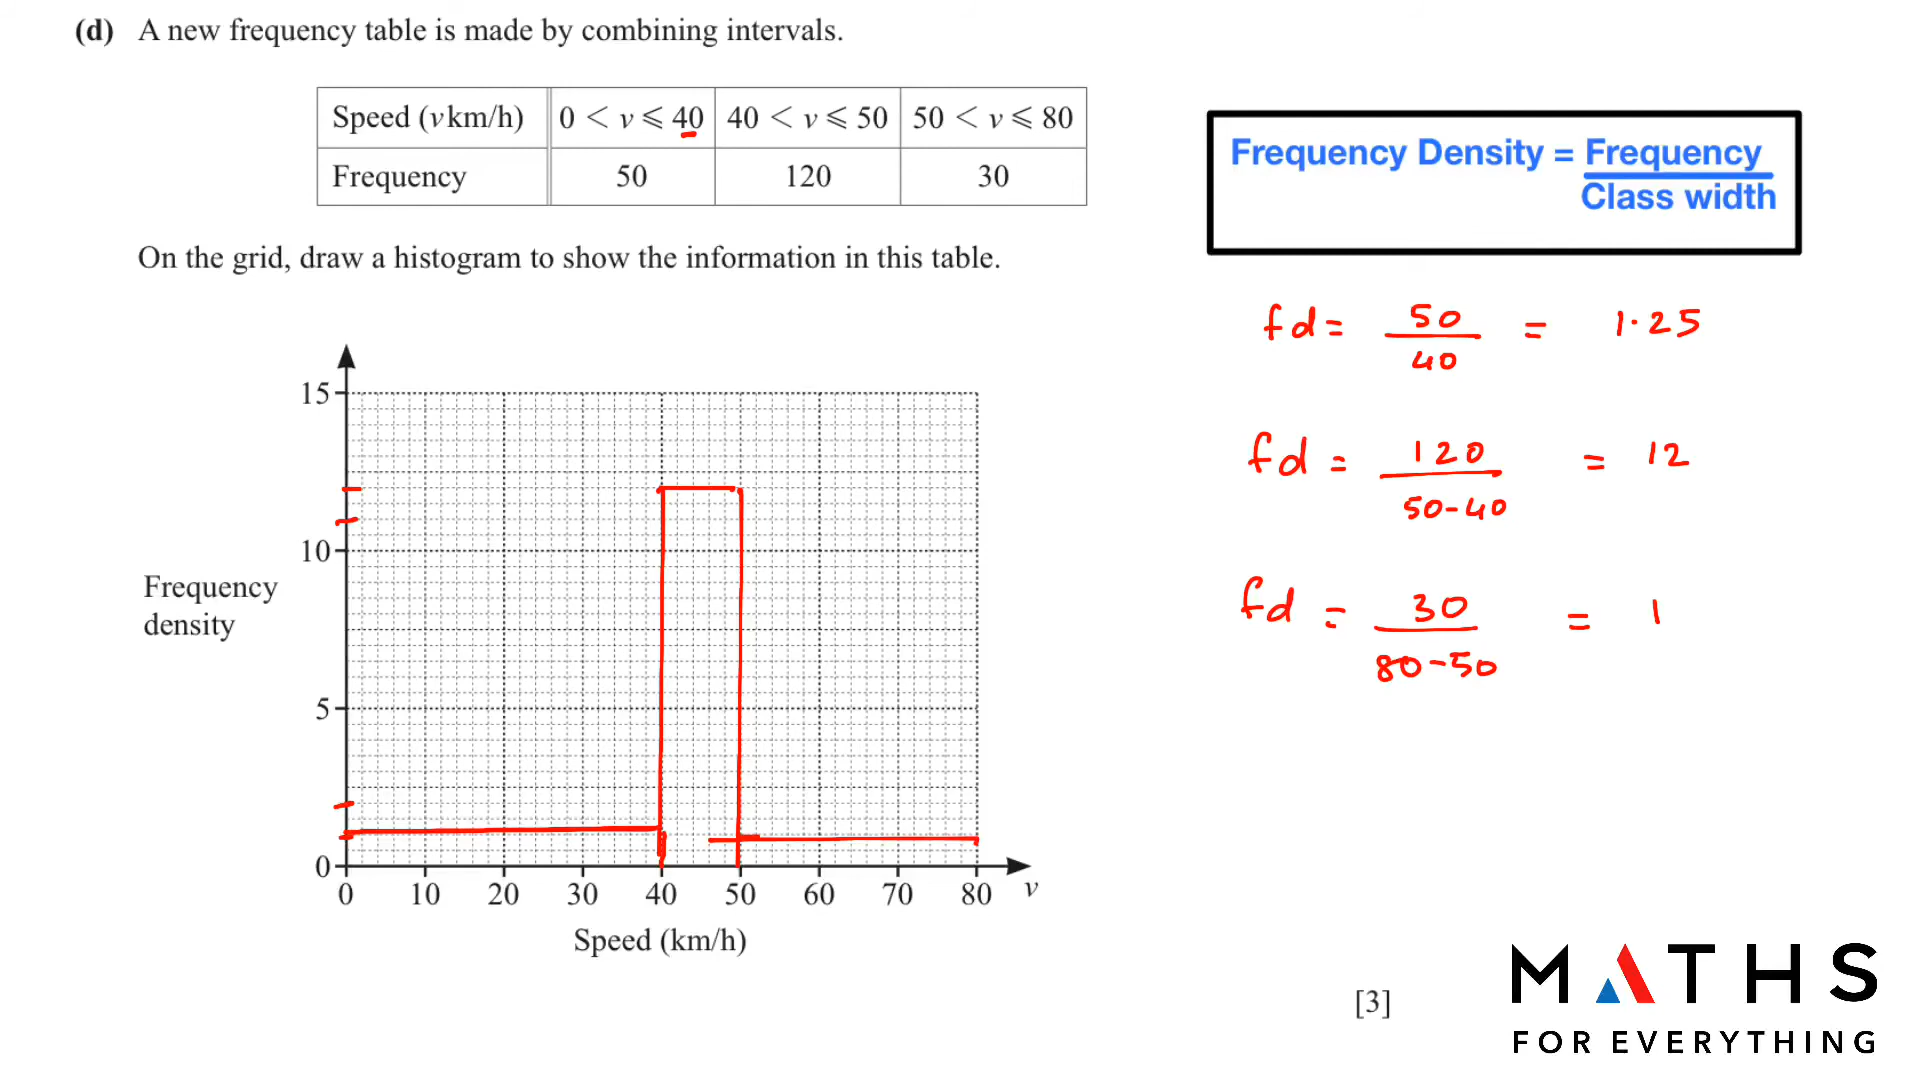 (d) A new frequency table is made by combining intervals.
Speed (v km/h) 0 < v ⩽ 40 40 < v ⩽ 50 50 < v ⩽ 80
Frequency 50 120 30
Frequency Density = Frequency
Class width
On the grid, draw a histogram to show the information in this table.
fd = 50/40 = 1.25
fd = 120/50-40 = 12
fd = 30/80-50 = 1
15
10
Frequency
density
5
0
0 10 20 30 40 50 60 70 80 v
Speed (km/h)
[3]
MATHS
FOR EVERYTHING